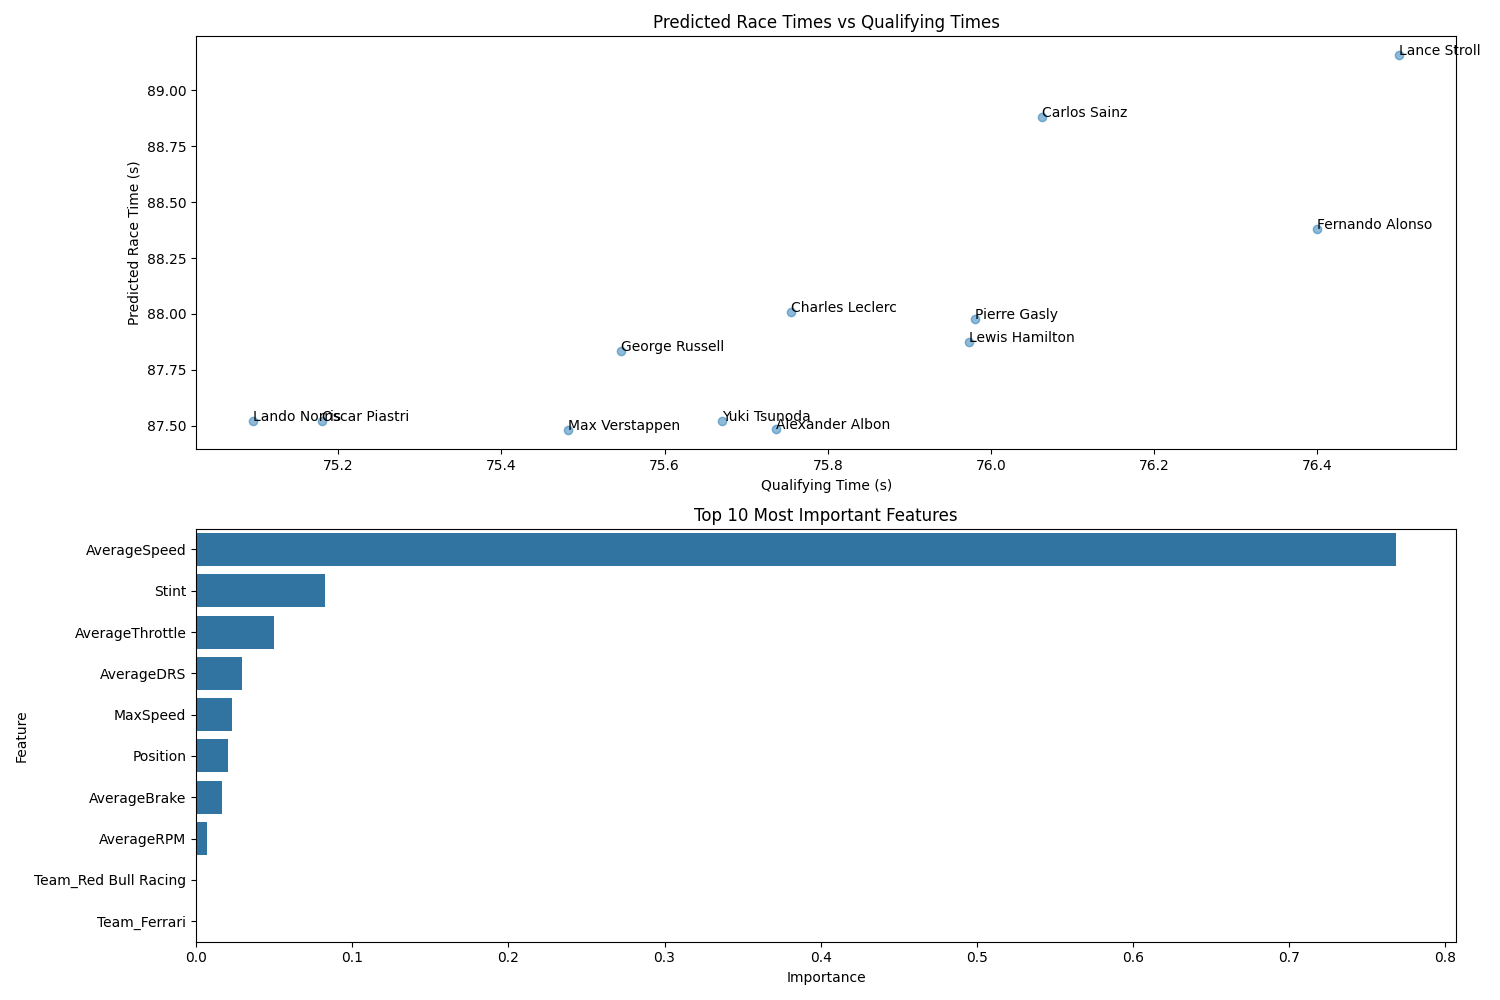 Predicted Race Times vs Qualifying Times
Predicted Race Time (s)
89.00
88.75
88.50
88.25
88.00
87.75
87.50
Lance Stroll
Carlos Sainz
Fernando Alonso
Charles Leclerc
Pierre Gasly
Lewis Hamilton
George Russell
Lando Norris
Oscar Piastri
Max Verstappen
Yuki Tsunoda
Alexander Albon
75.2 75.4 75.6 75.8 76.0 76.2 76.4
Qualifying Time (s)
Top 10 Most Important Features
Feature
AverageSpeed
Stint
AverageThrottle
AverageDRS
MaxSpeed
Position
AverageBrake
AverageRPM
Team_Red Bull Racing
Team_Ferrari
0.0 0.1 0.2 0.3 0.4 0.5 0.6 0.7 0.8
Importance